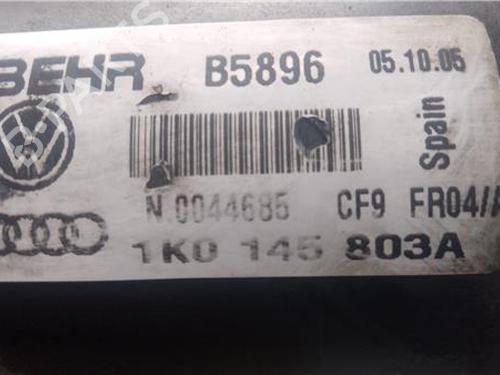 BEHR B5896 05.10.05
Spain
N.0044685 CF9 FR04//
1K0 145 803A